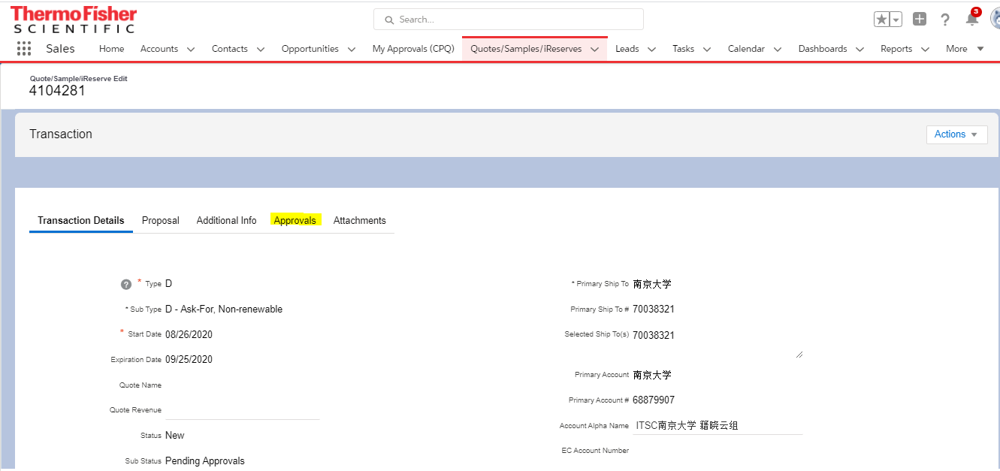 ThermoFisher
SCIENTIFIC
Search...
3
Sales Home Accounts Contacts Opportunities My Approvals (CPQ) Quotes/Samples/iReserves Leads Tasks Calendar Dashboards Reports More
Quote/Sample/iReserve Edit
4104281
Transaction
Actions
Transaction Details Proposal Additional Info Approvals Attachments
? * Type D
* Primary Ship To 南京大学
* Sub Type D - Ask-For, Non-renewable
Primary Ship To # 70038321
* Start Date 08/26/2020
Selected Ship To(s) 70038321
Expiration Date 09/25/2020
Primary Account 南京大学
Quote Name
Primary Account # 68879907
Quote Revenue
Account Alpha Name ITSC南京大学 籍晓云组
Status New
EC Account Number
Sub Status Pending Approvals